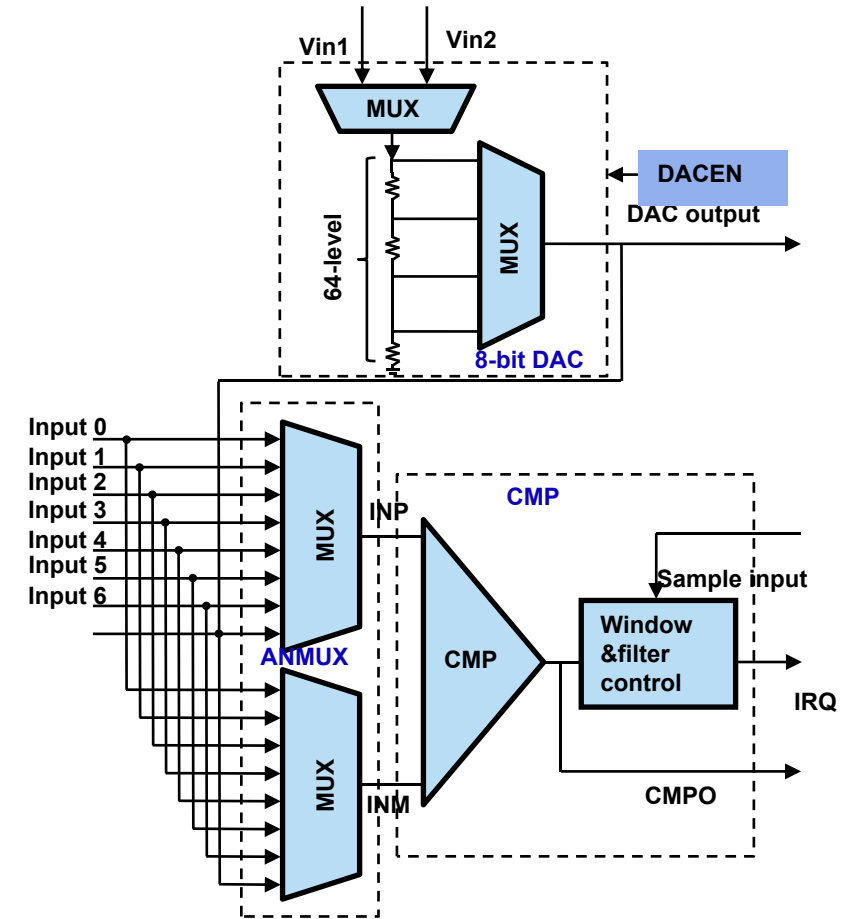 Vin1
Vin2
MUX
DACEN
DAC output
64-level
MUX
8-bit DAC
Input 0
Input 1
Input 2
Input 3
Input 4
Input 5
Input 6
MUX
INP
CMP
Sample input
ANMUX
CMP
Window
&filter
control
IRQ
MUX
INM
CMPO